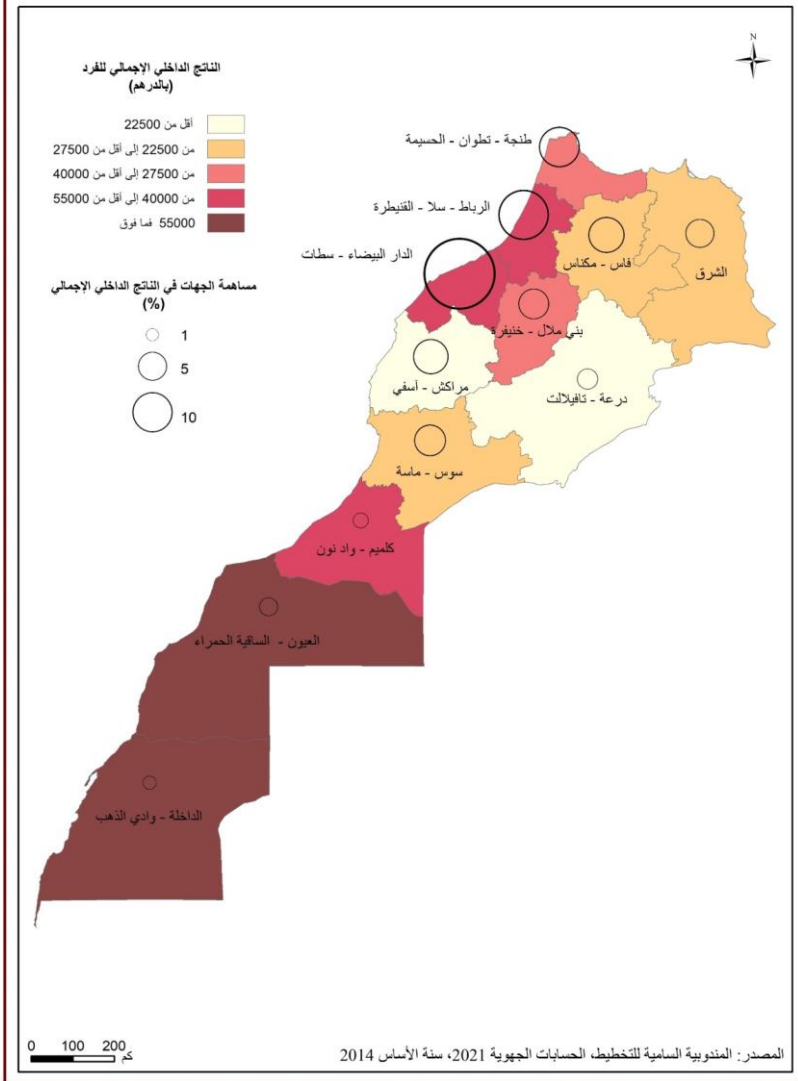 N
الناتج الداخلي الإجمالي للفرد
(بالدرهم)
أقل من 22500
من 22500 إلى أقل من 27500
من 27500 إلى أقل من 40000
من 40000 إلى أقل من 55000
55000 فما فوق
مساهمة الجهات في الناتج الداخلي الإجمالي
(%)
1
5
10
طنجة - تطوان - الحسيمة
الرباط - سلا - القنيطرة
الدار البيضاء - سطات
فاس - مكناس
الشرق
بني ملال - خنيفرة
مراكش - أسفي
درعة - تافيلالت
سوس - ماسة
كلميم - واد نون
العيون - الساقية الحمراء
الداخلة - وادي الذهب
0 100 200
كم
المصدر: المندوبية السامية للتخطيط، الحسابات الجهوية 2021، سنة الأساس 2014